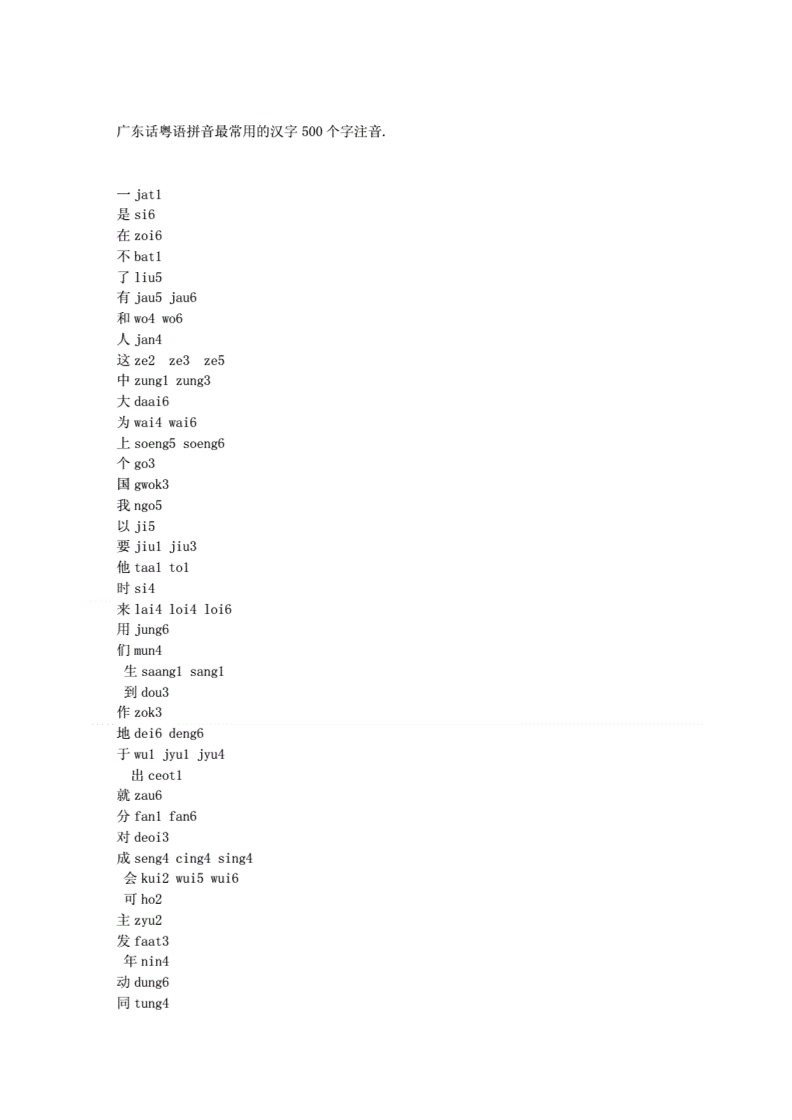 广东话粤语拼音最常用的汉字 500 个字注音.
一 jat1
是 si6
在 zoi6
不 bat1
了 liu5
有 jau5 jau6
和 wo4 wo6
人 jan4
这 ze2 ze3 ze5
中 zung1 zung3
大 daai6
为 wai4 wai6
上 soeng5 soeng6
个 go3
国 gwok3
我 ngo5
以 ji5
要 jiu1 jiu3
他 taa1 to1
时 si4
来 lai4 loi4 loi6
用 jung6
们 mun4
生 saang1 sang1
到 dou3
作 zok3
地 dei6 deng6
于 wu1 jyu1 jyu4
出 ceot1
就 zau6
分 fan1 fan6
对 deoi3
成 seng4 cing4 sing4
会 kui2 wui5 wui6
可 ho2
主 zyu2
发 faat3
年 nin4
动 dung6
同 tung4